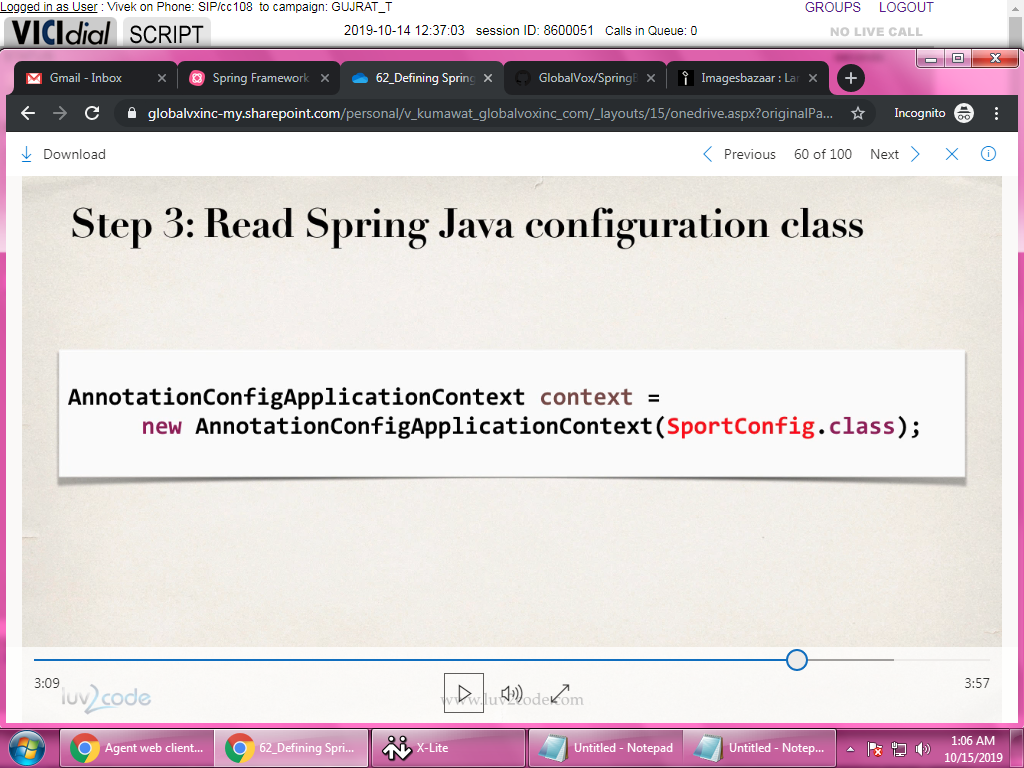 Logged in as User : Vivek on Phone: SIP/cc108 to campaign: GUJRAT_T
GROUPS LOGOUT
VICIdial SCRIPT
2019-10-14 12:37:03 session ID: 8600051 Calls in Queue: 0
NO LIVE CALL
Gmail - Inbox
Spring Framework
62_Defining Spring
GlobalVox/SpringB
Imagesbazaar : Lar
globalvxinc-my.sharepoint.com/personal/v_kumawat_globalvoxinc_com/_layouts/15/onedrive.aspx?originalPa...
Incognito
Download
Previous 60 of 100 Next
Step 3: Read Spring Java configuration class
AnnotationConfigApplicationContext context =
new AnnotationConfigApplicationContext(SportConfig.class);
3:09
3:57
luv2code
www.luv2code.com
Agent web client...
62_Defining Spri...
X-Lite
Untitled - Notepad
Untitled - Notep...
1:06 AM
10/15/2019